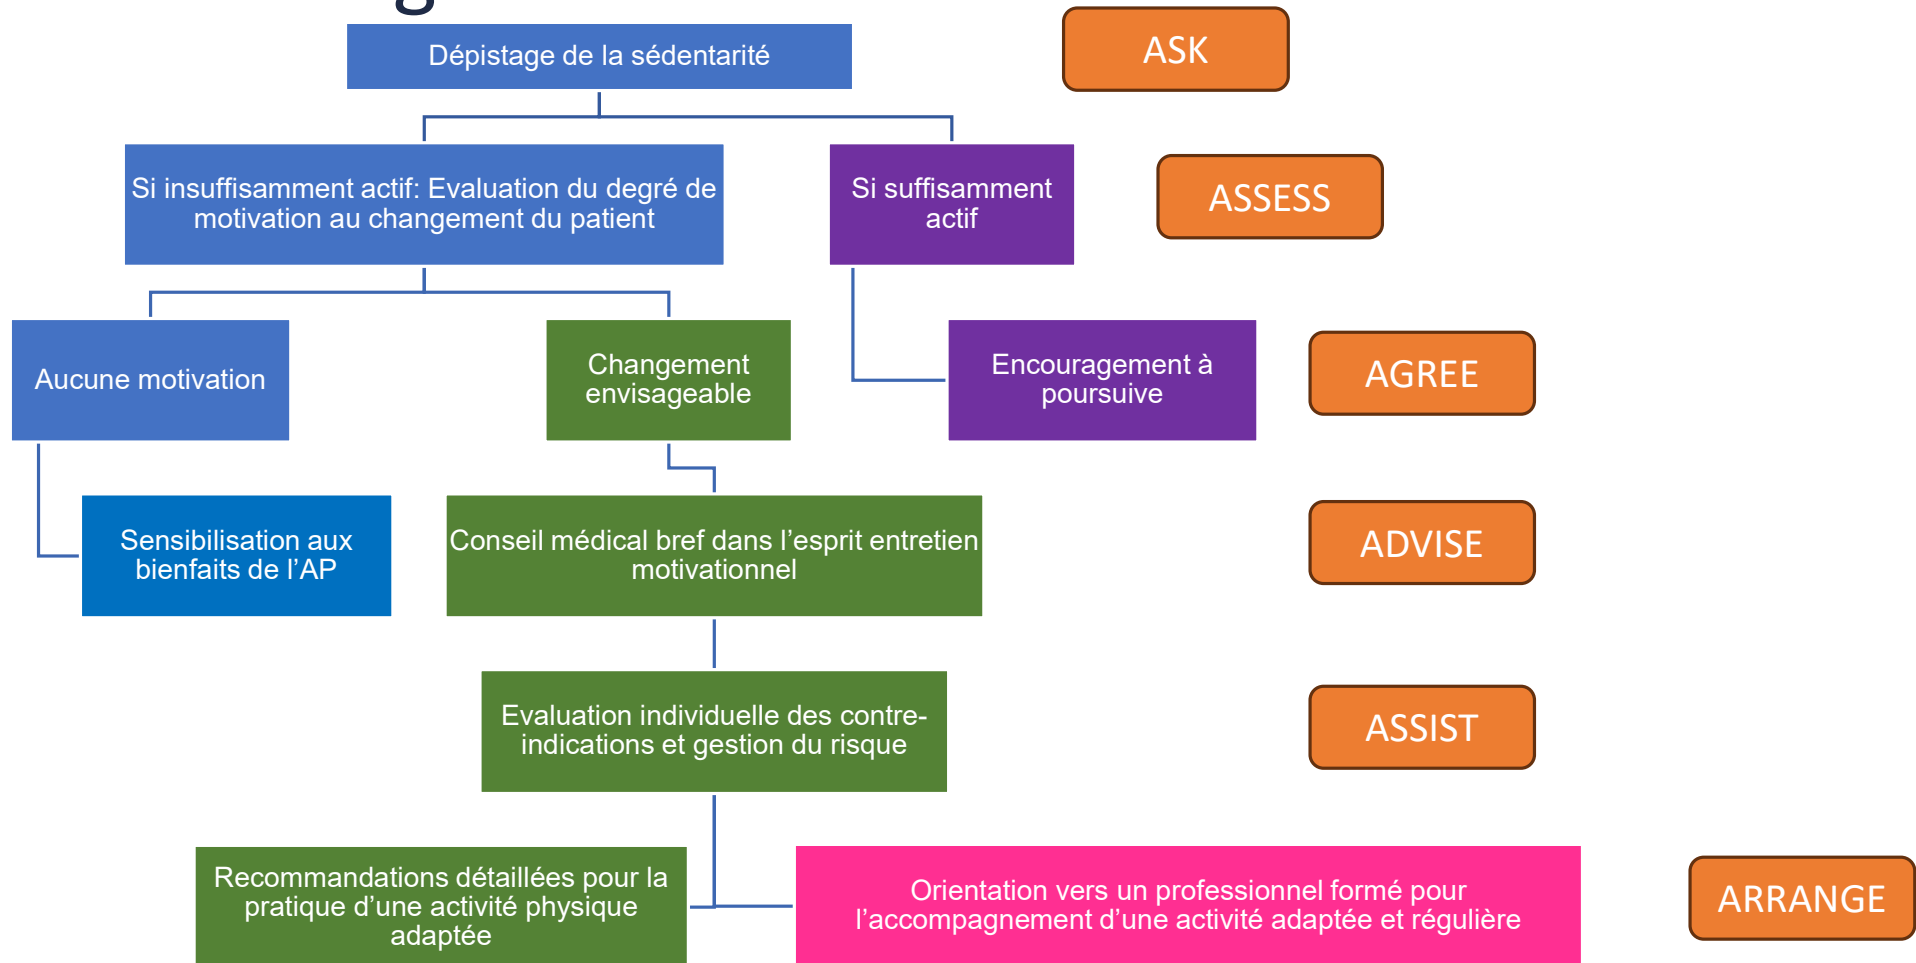 Dépistage de la sédentarité
ASK
Si insuffisamment actif: Evaluation du degré de
motivation au changement du patient
Si suffisamment
actif
ASSESS
Aucune motivation
Changement
envisageable
Encouragement à
poursuive
AGREE
Sensibilisation aux
bienfaits de l’AP
Conseil médical bref dans l’esprit entretien
motivationnel
ADVISE
Evaluation individuelle des contre-
indications et gestion du risque
ASSIST
Recommandations détaillées pour la
pratique d’une activité physique
adaptée
Orientation vers un professionnel formé pour
l’accompagnement d’une activité adaptée et régulière
ARRANGE